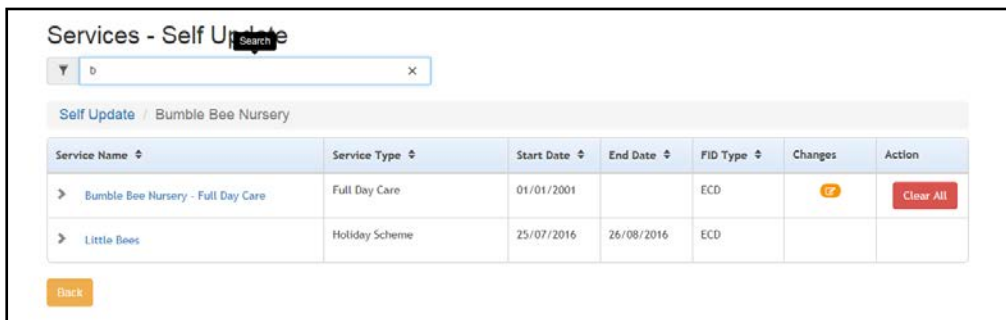 Services - Self Update
Search
b
Self Update / Bumble Bee Nursery
Service Name Service Type Start Date End Date FID Type Changes Action
Bumble Bee Nursery - Full Day Care Full Day Care 01/01/2001 ECD Clear All
Little Bees Holiday Scheme 25/07/2016 26/08/2016 ECD
Back